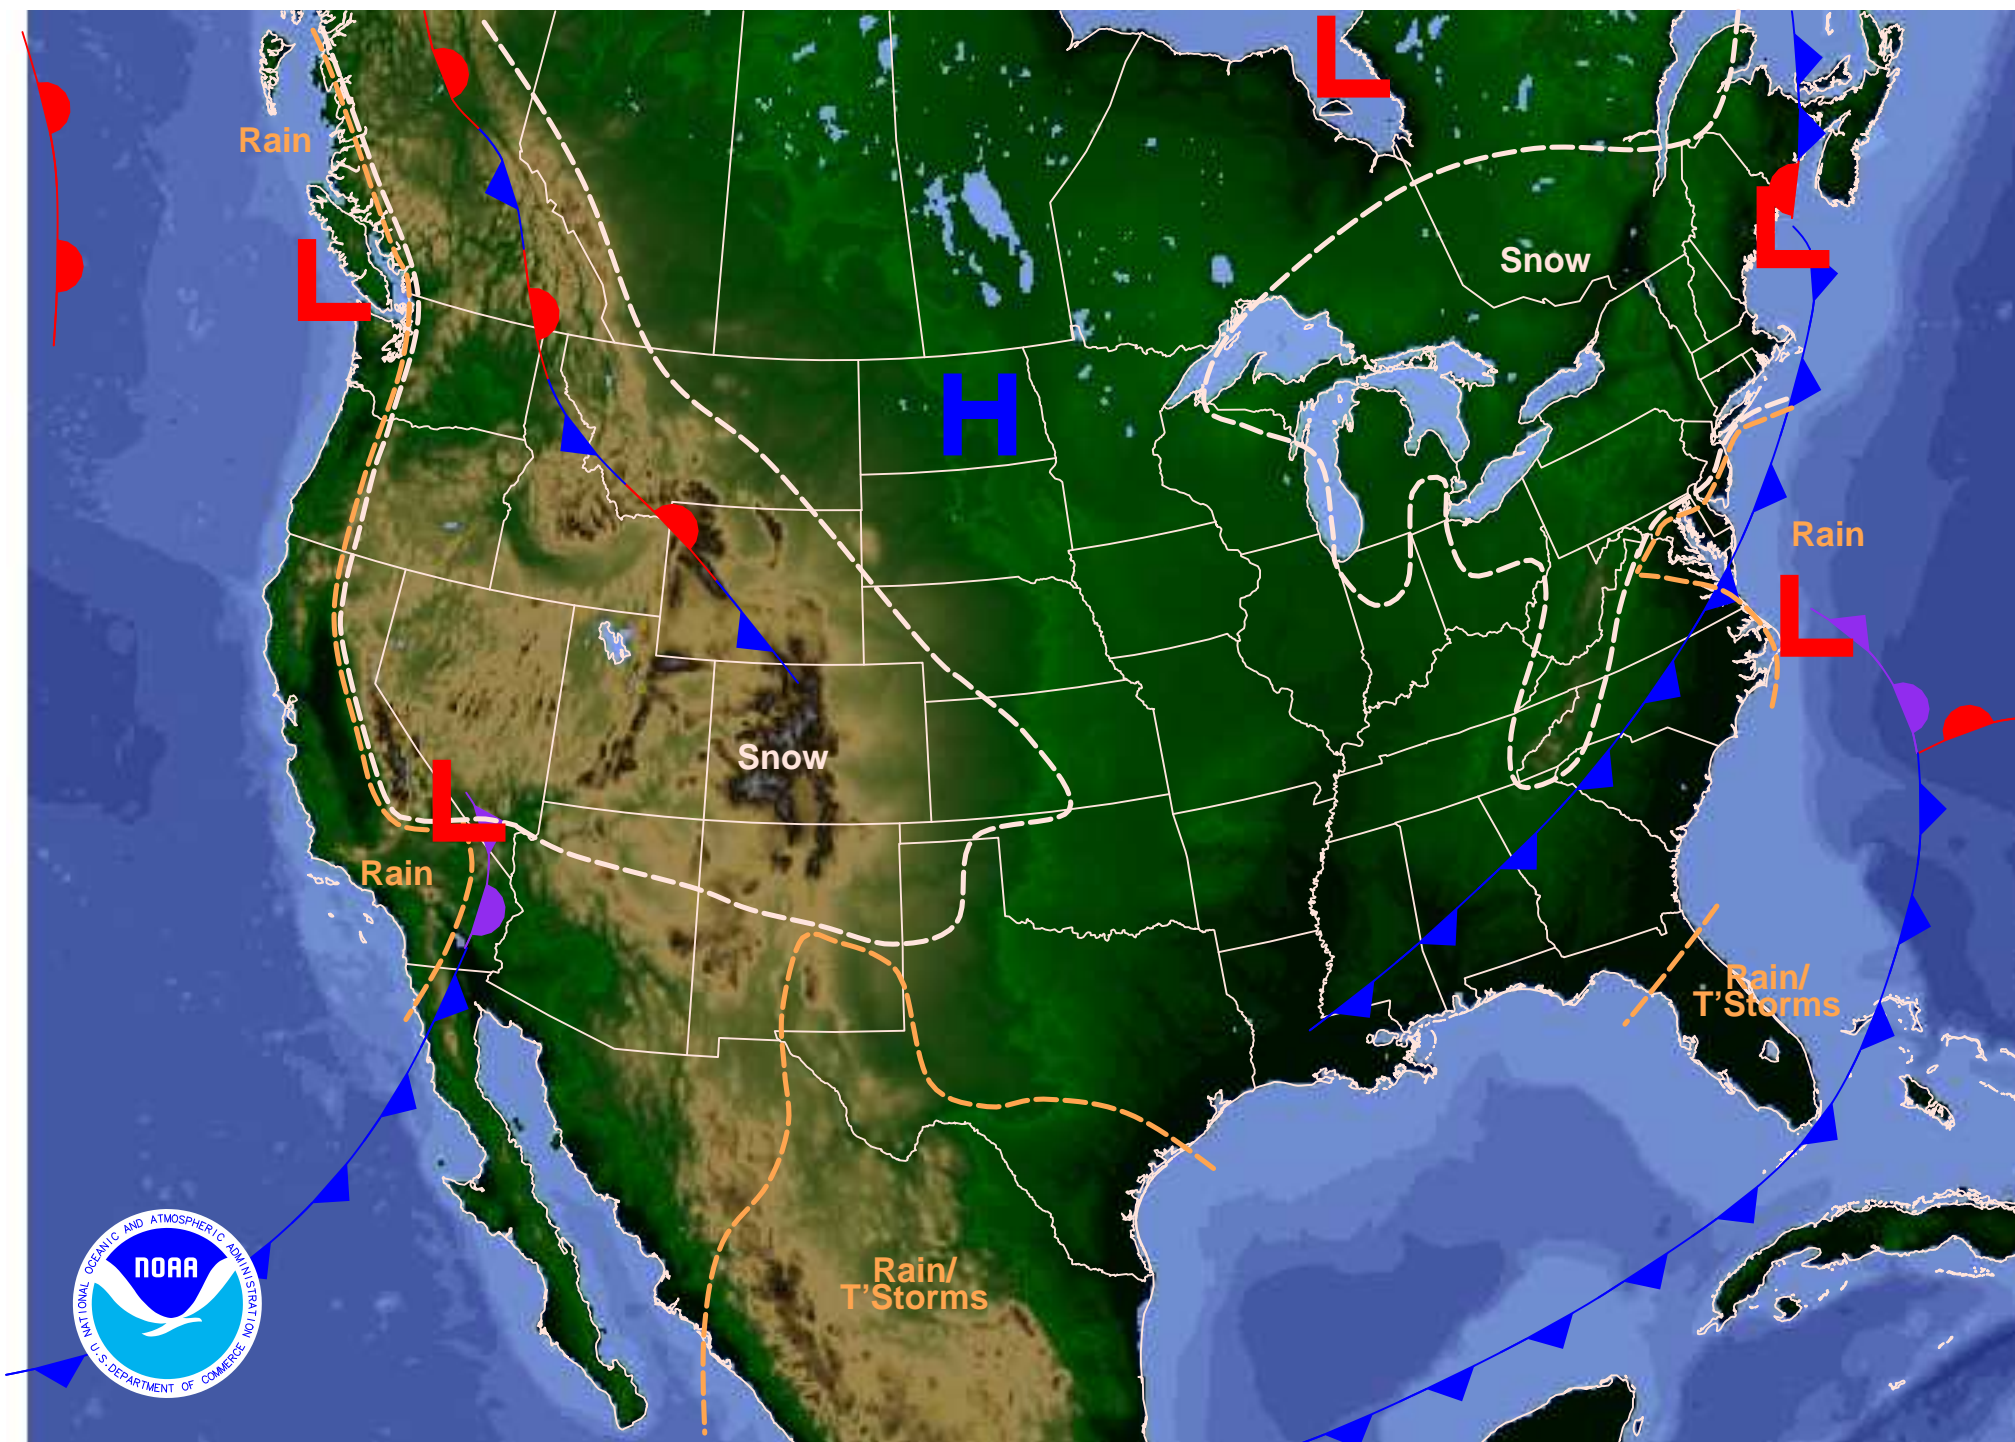 L
Rain
Snow
L
L
H
Rain
L
Snow
L
Rain
Rain/
T'Storms
Rain/
T'Storms
NATIONAL OCEANIC AND ATMOSPHERIC ADMINISTRATION
NOAA
U.S. DEPARTMENT OF COMMERCE